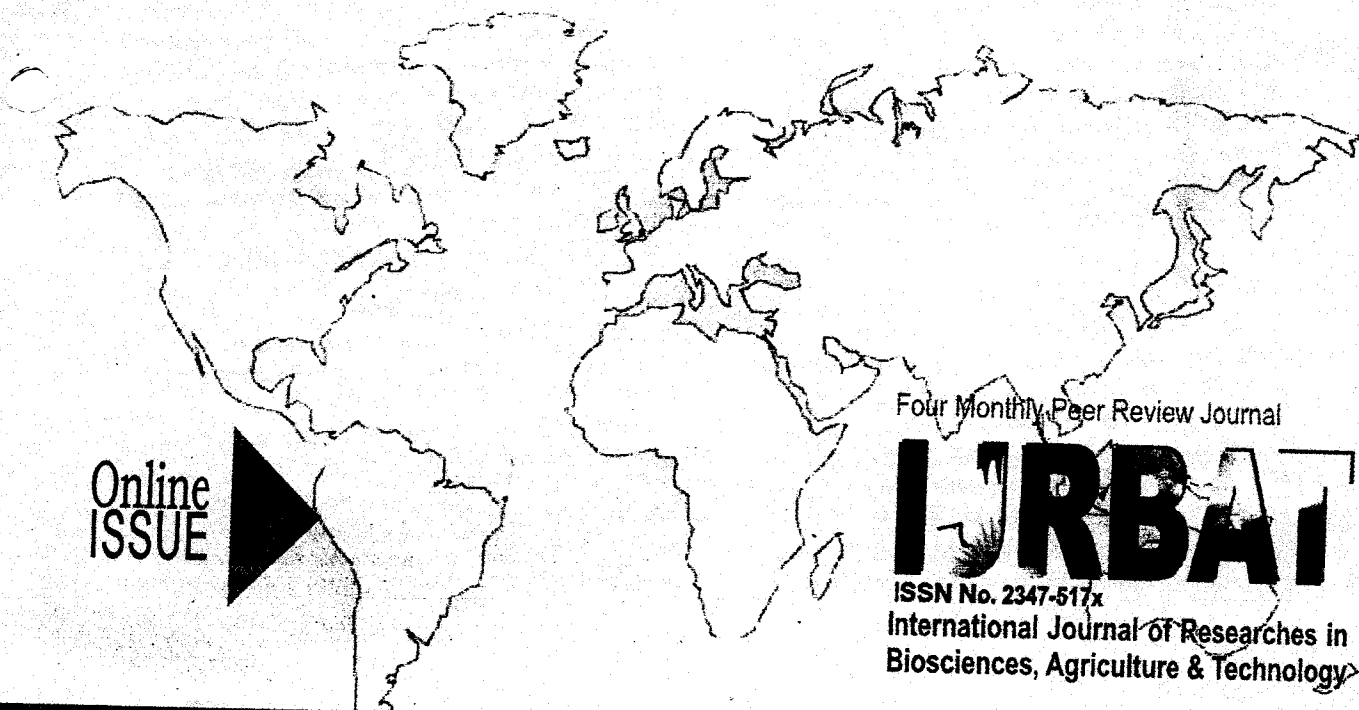 Online
ISSUE
Four Monthly Peer Review Journal
IJRBAT
ISSN No. 2347-517x
International Journal of Researches in
Biosciences, Agriculture & Technology